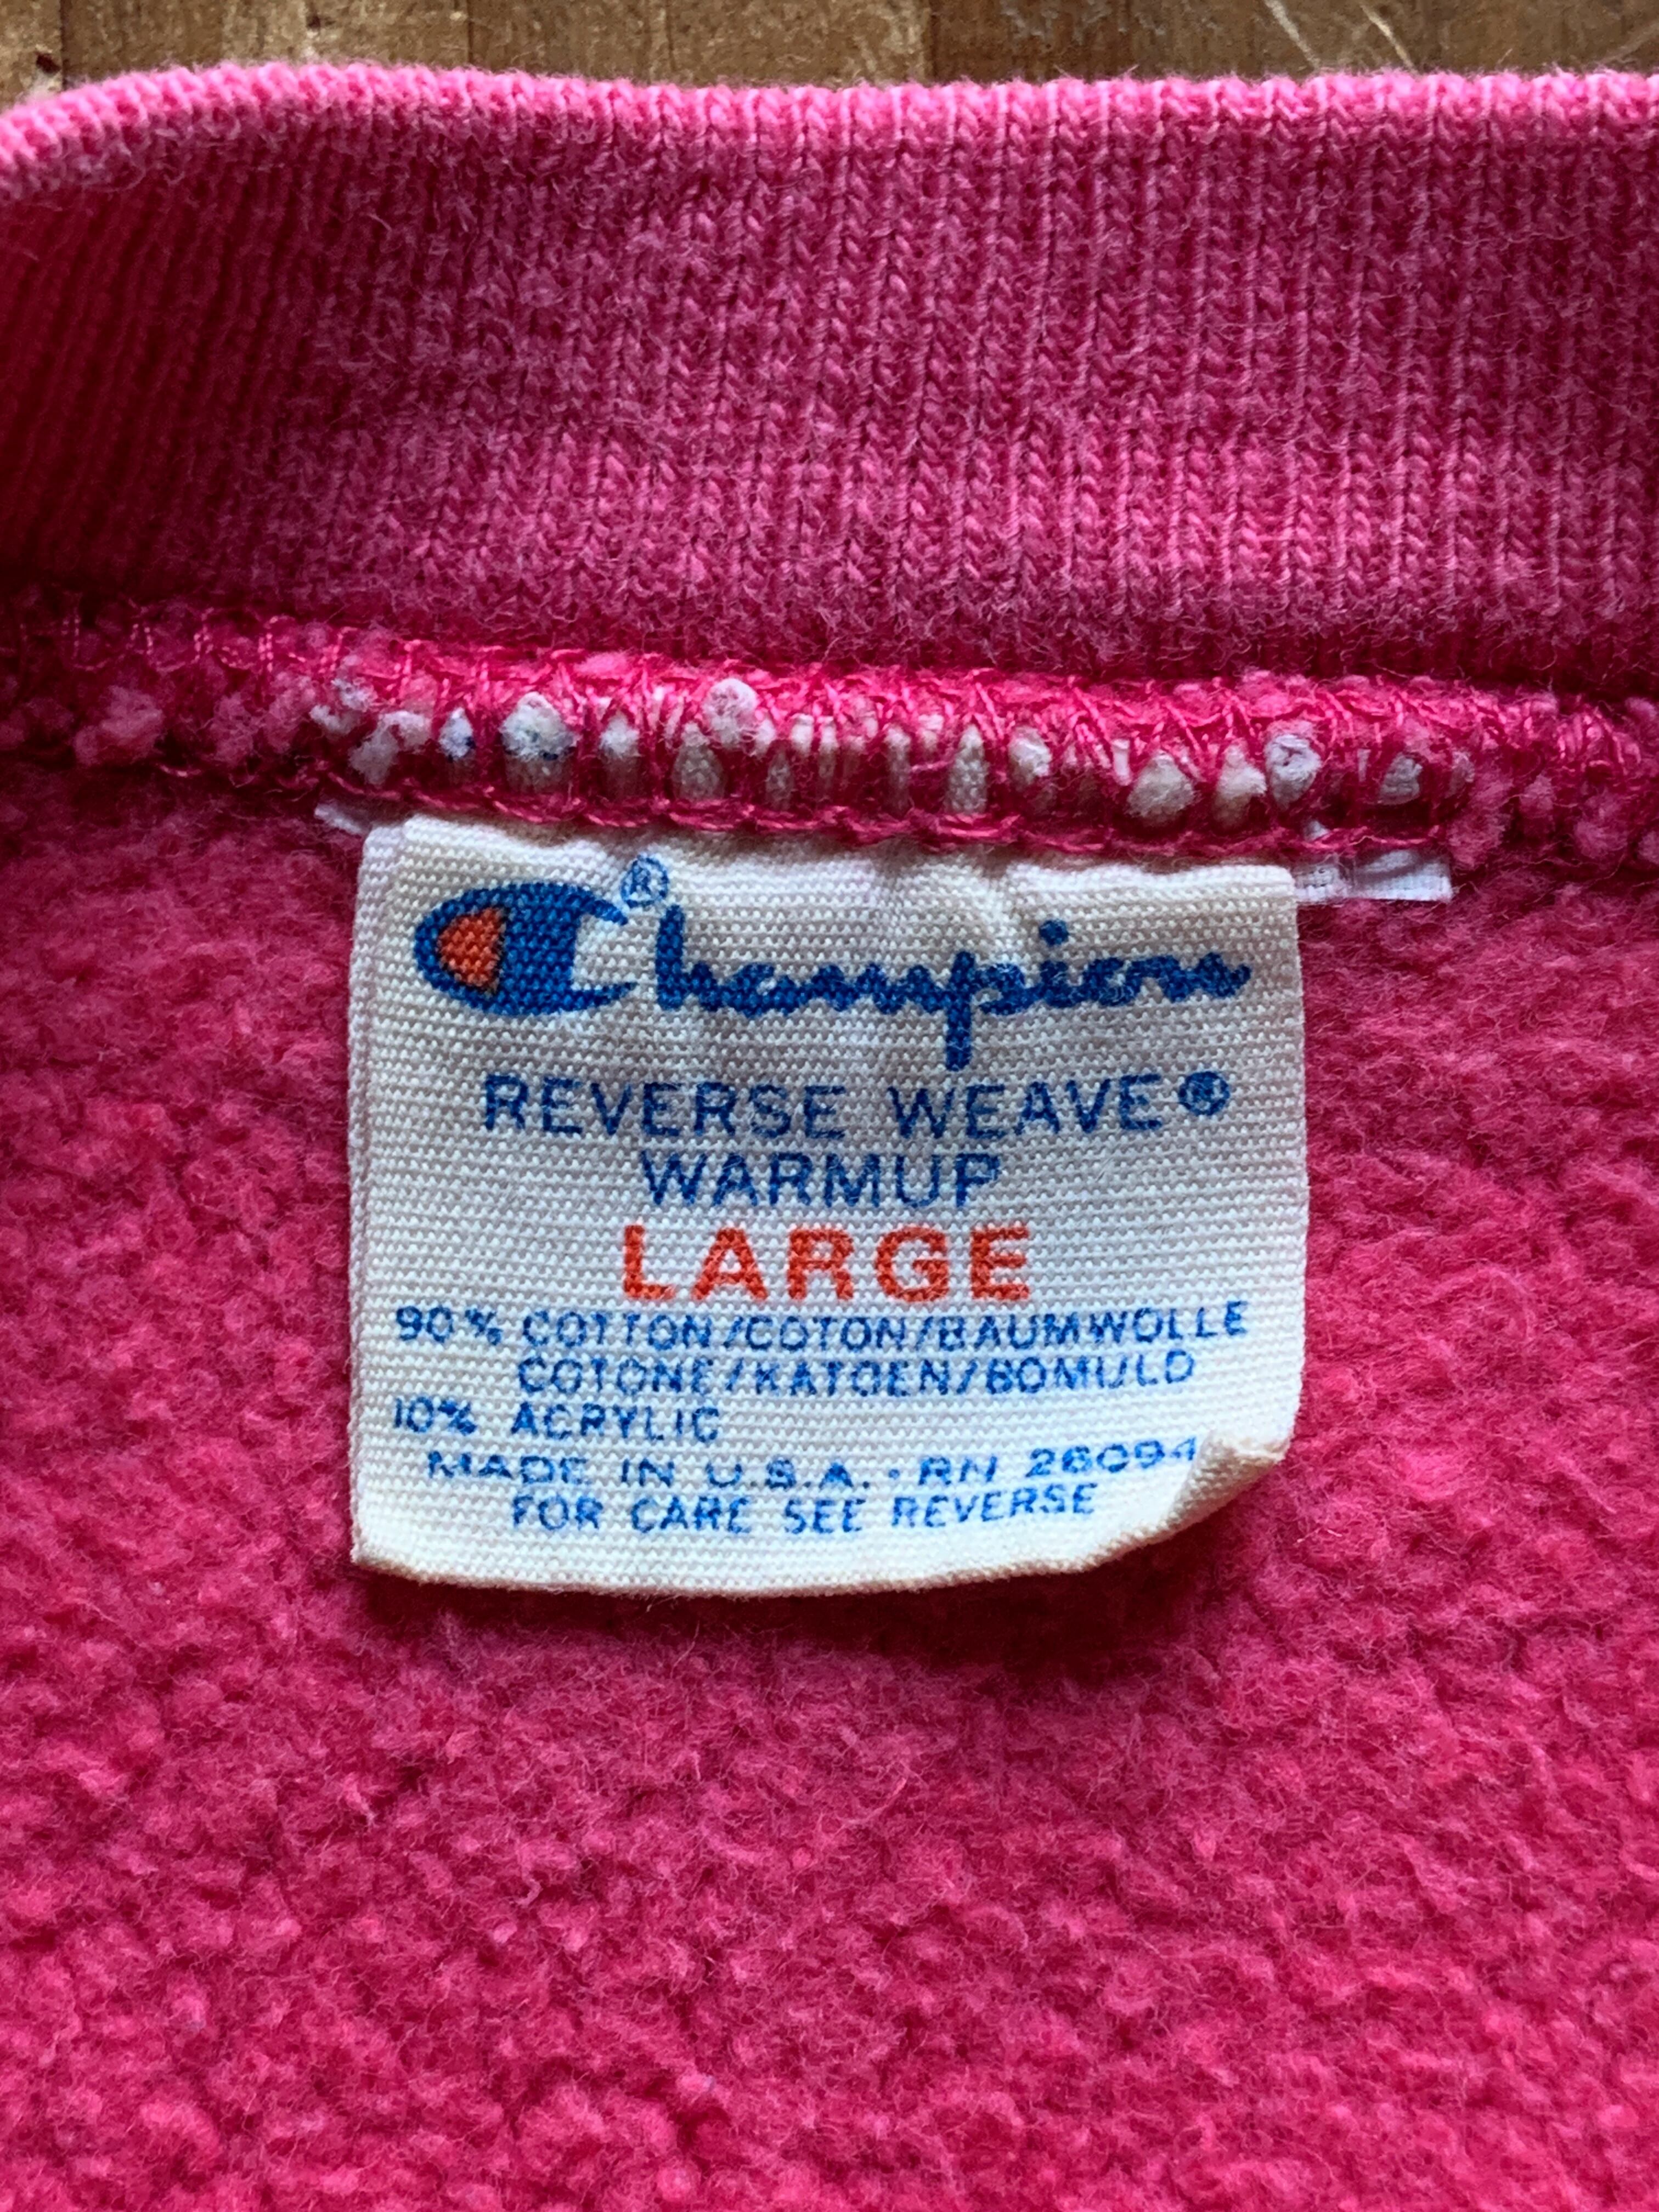 Champion®
REVERSE WEAVE®
WARMUP
LARGE
90% COTTON/COTON/BAUMWOLLE
COTONE/KATOEN/BOMULD
10% ACRYLIC
MADE IN U.S.A. · RN 26094
FOR CARE SEE REVERSE